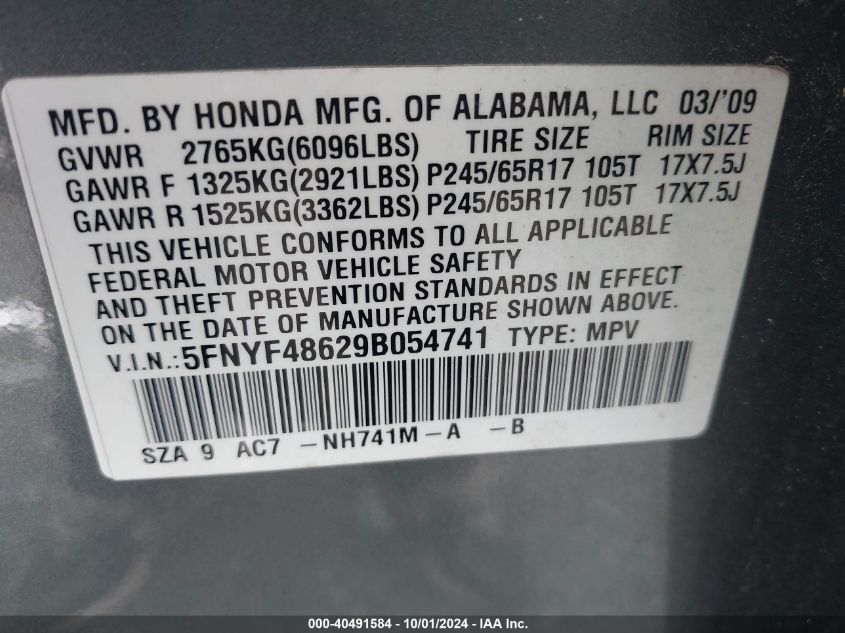 MFD. BY HONDA MFG. OF ALABAMA, LLC 03/'09
GVWR 2765KG(6096LBS) TIRE SIZE RIM SIZE
GAWR F 1325KG(2921LBS) P245/65R17 105T 17X7.5J
GAWR R 1525KG(3362LBS) P245/65R17 105T 17X7.5J
THIS VEHICLE CONFORMS TO ALL APPLICABLE
FEDERAL MOTOR VEHICLE SAFETY
AND THEFT PREVENTION STANDARDS IN EFFECT
ON THE DATE OF MANUFACTURE SHOWN ABOVE.
V.I.N.: 5FNYF48629B054741 TYPE: MPV
SZA 9 AC7 -NH741M-A -B
000-40491584 - 10/01/2024 - IAA Inc.